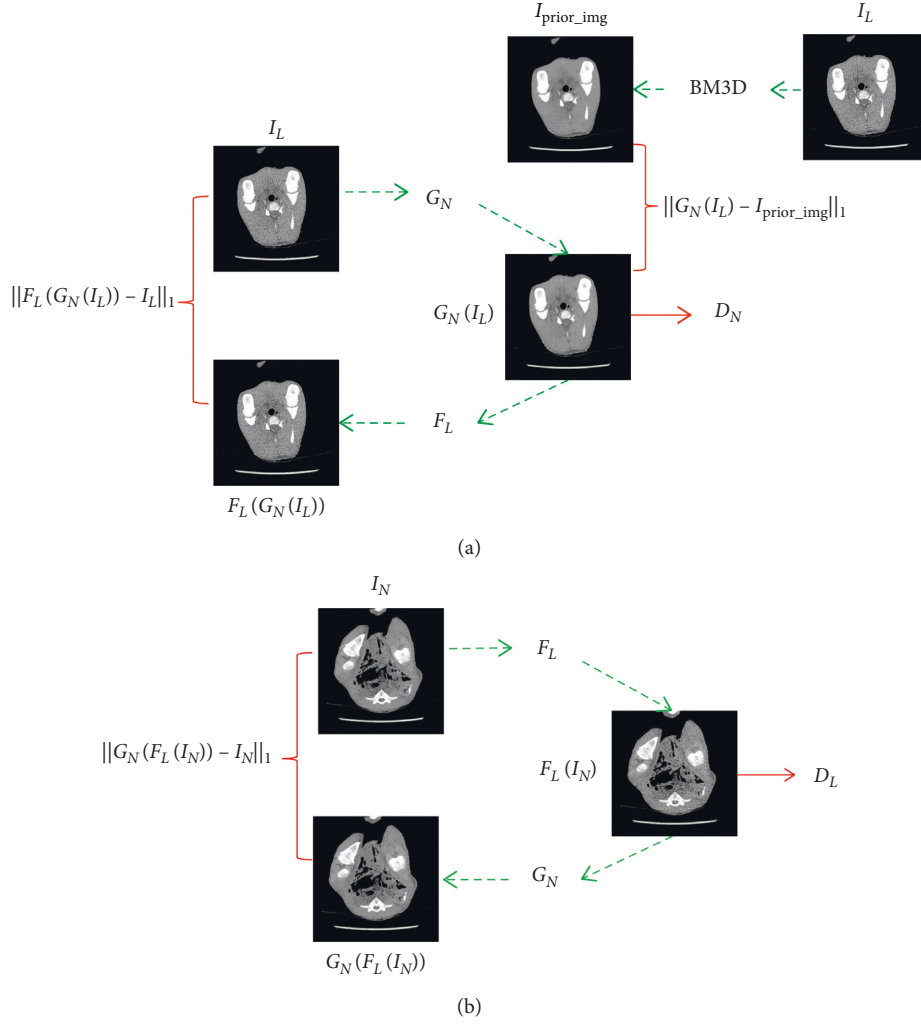 I_prior_img
I_L
BM3D
I_L
G_N
||G_N(I_L) – I_prior_img||_1
||F_L(G_N(I_L)) – I_L||_1
G_N(I_L)
D_N
F_L
F_L(G_N(I_L))
(a)
I_N
F_L
||G_N(F_L(I_N)) – I_N||_1
F_L(I_N)
D_L
G_N
G_N(F_L(I_N))
(b)